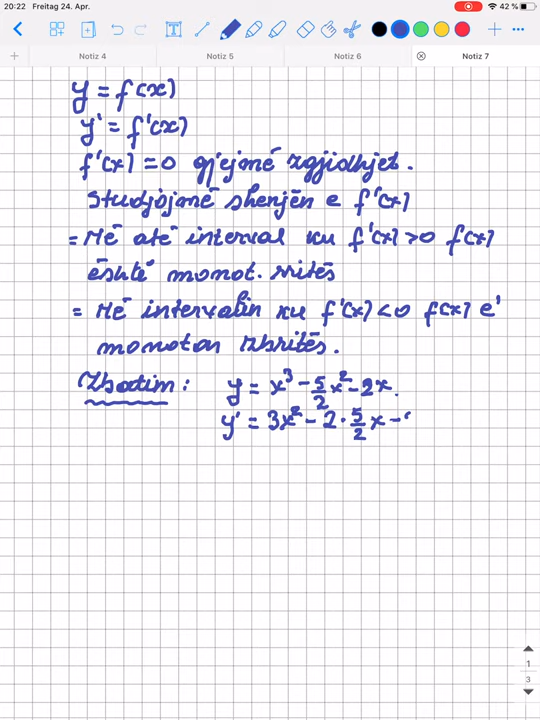 20:22 Freitag 24. Apr. 42 %
Notiz 4 Notiz 5 Notiz 6 Notiz 7
y = f(x)
y' = f'(x)
f'(x) = 0 gjejmë zgjidhjet.
Studjojmë shenjën e f'(x)
= Në atë interval ku f'(x) > 0 f(x)
është monot. rritës
= Në intervalin ku f'(x) < 0 f(x) ë'
monoton zbritës.
Zbatim : y = x³ - 5/2 x² - 2x.
y' = 3x² - 2 · 5/2 x -
1
3